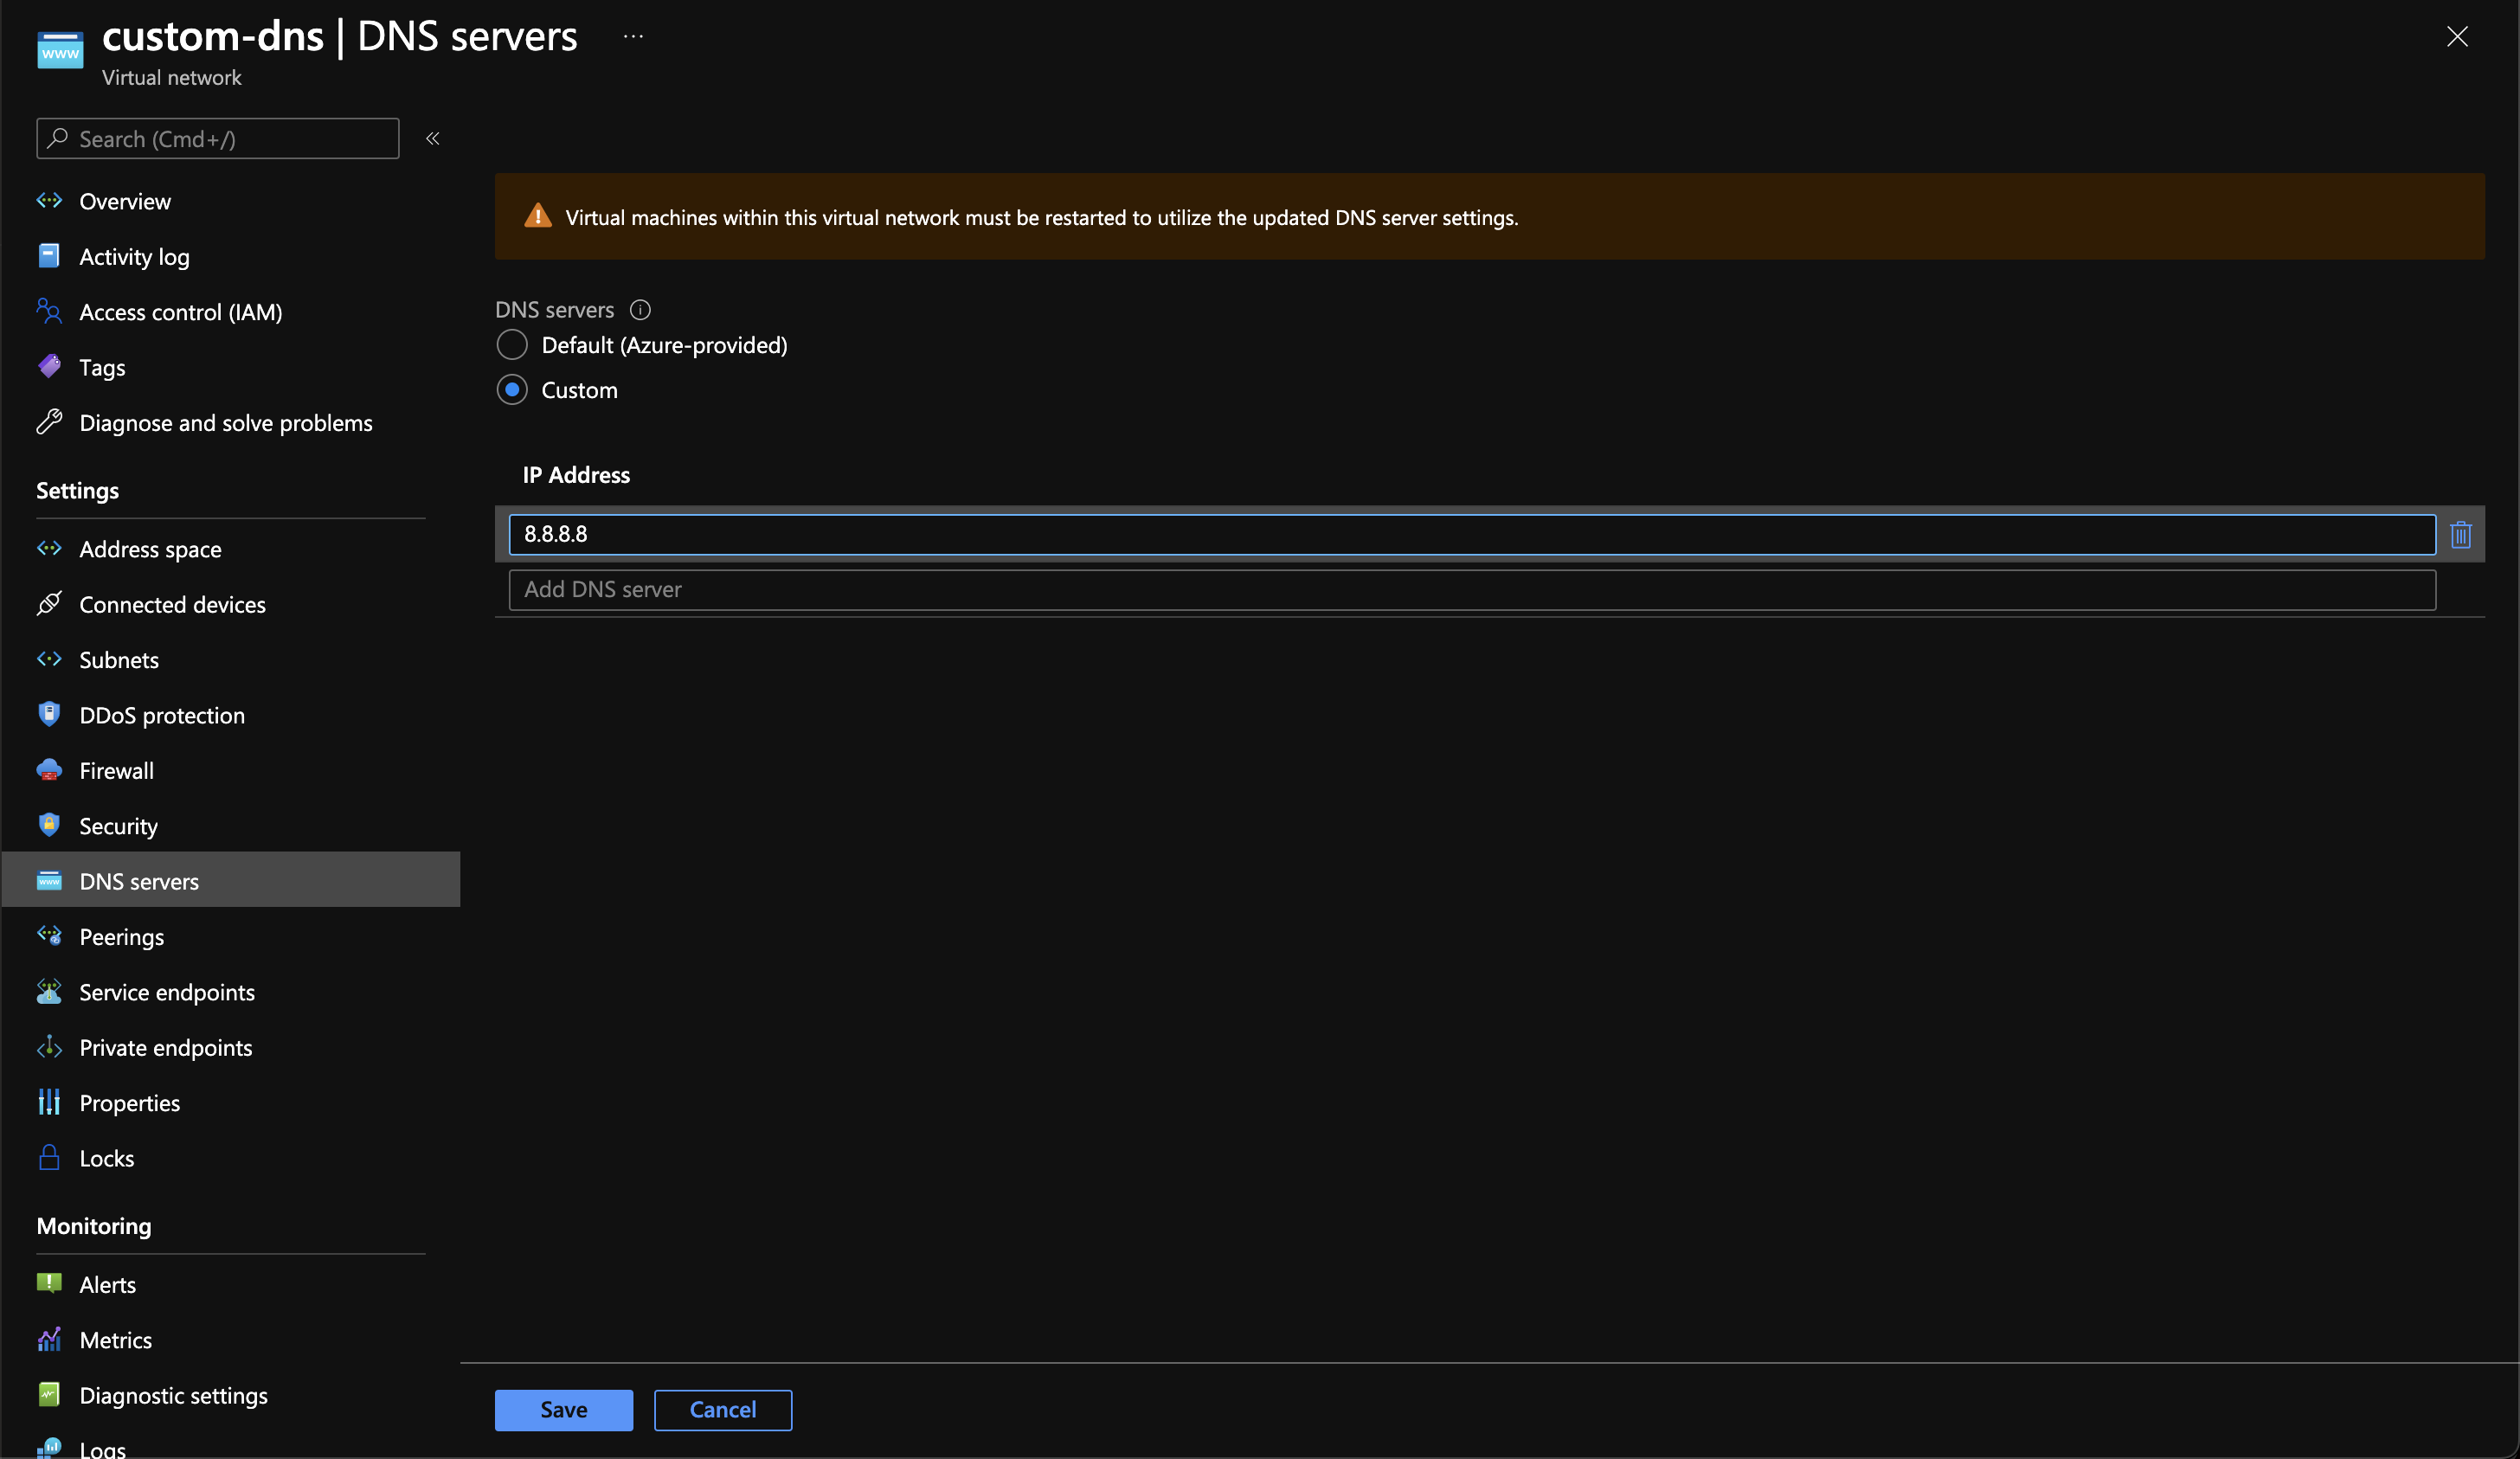 custom-dns | DNS servers ...
Virtual network
www
Search (Cmd+/)
«
Overview
Activity log
Access control (IAM)
Tags
Diagnose and solve problems
Settings
Address space
Connected devices
Subnets
DDoS protection
Firewall
Security
DNS servers
Peerings
Service endpoints
Private endpoints
Properties
Locks
Monitoring
Alerts
Metrics
Diagnostic settings
Logs
Virtual machines within this virtual network must be restarted to utilize the updated DNS server settings.
DNS servers
Default (Azure-provided)
Custom
IP Address
8.8.8.8
Add DNS server
Save
Cancel